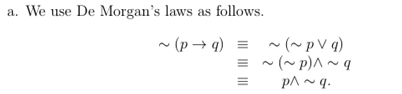 a. We use De Morgan's laws as follows.
∼ (p → q) ≡ ∼ (∼ p ∨ q)
≡ ∼ (∼ p)∧ ∼ q
≡ p∧ ∼ q.